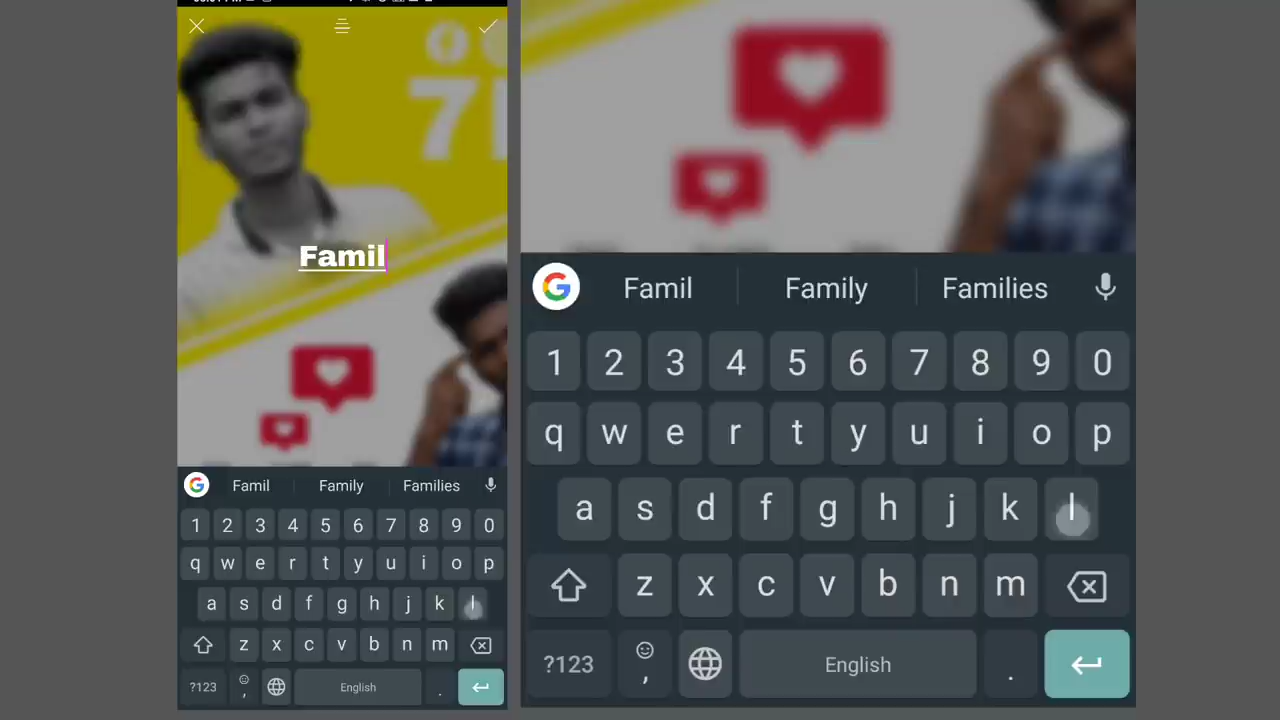 7
Famil
Famil Family Families
1 2 3 4 5 6 7 8 9 0
q w e r t y u i o p
a s d f g h j k l
z x c v b n m
?123 , English .
Famil Family Families
1 2 3 4 5 6 7 8 9 0
q w e r t y u i o p
a s d f g h j k l
z x c v b n m
?123 , English .